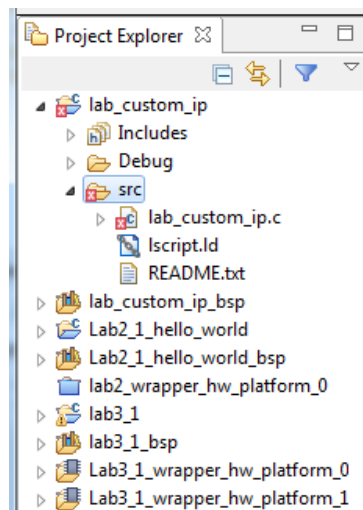 Project Explorer
lab_custom_ip
Includes
Debug
src
lab_custom_ip.c
lscript.ld
README.txt
lab_custom_ip_bsp
Lab2_1_hello_world
Lab2_1_hello_world_bsp
lab2_wrapper_hw_platform_0
lab3_1
lab3_1_bsp
Lab3_1_wrapper_hw_platform_0
Lab3_1_wrapper_hw_platform_1